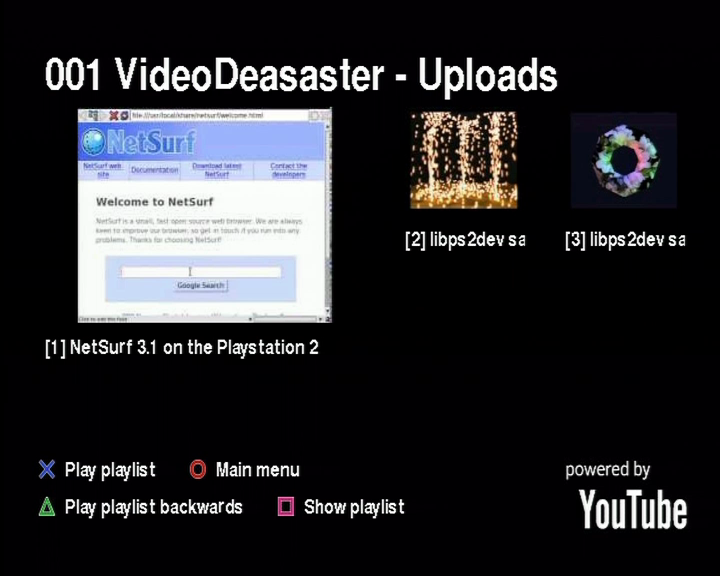 001 VideoDeasaster - Uploads
file:///usr/local/share/netsurf/welcome.html
NetSurf
NetSurf web site
Documentation
Download latest NetSurf
Contact the developers
Welcome to NetSurf
NetSurf is a small, fast open source web browser. We are always
keen to improve our browser, so get in touch if you run into any
problems. Thanks for choosing NetSurf!
Google Search
[2] libps2dev sa
[3] libps2dev sa
[1] NetSurf 3.1 on the Playstation 2
Play playlist
Main menu
Play playlist backwards
Show playlist
powered by
YouTube